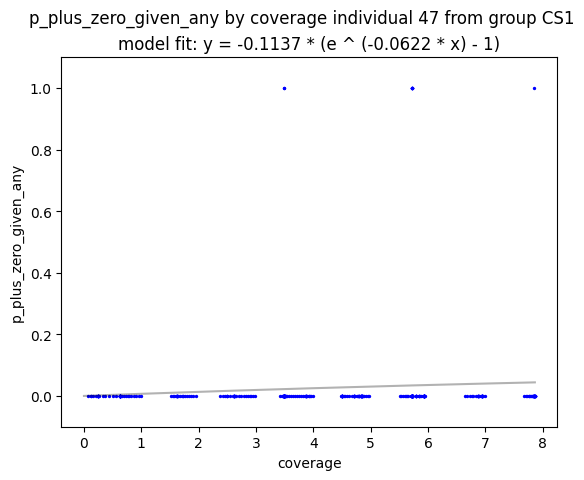 p_plus_zero_given_any by coverage individual 47 from group CS1
model fit: y = -0.1137 * (e ^ (-0.0622 * x) - 1)
1.0
0.8
0.6
0.4
0.2
0.0
p_plus_zero_given_any
0 1 2 3 4 5 6 7 8
coverage